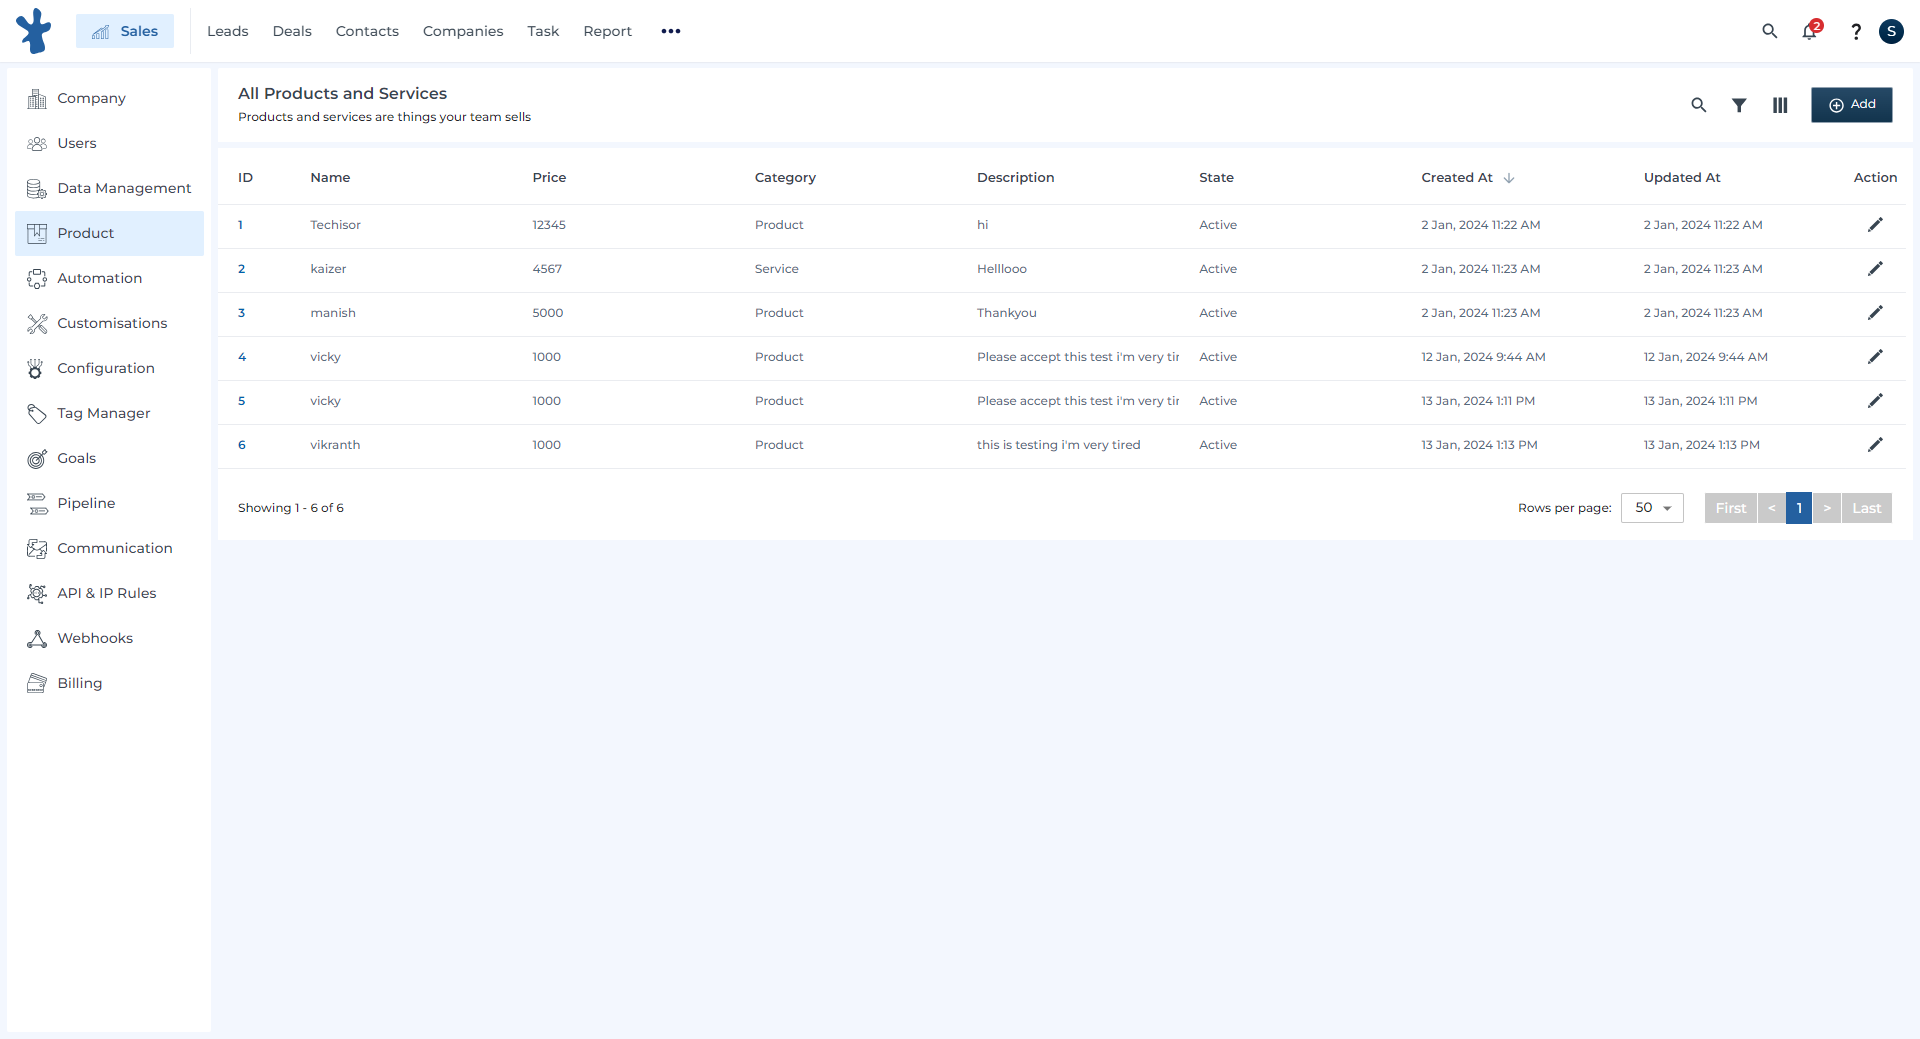 Sales
Leads
Deals
Contacts
Companies
Task
Report
2
?
S
Company
Users
Data Management
Product
Automation
Customisations
Configuration
Tag Manager
Goals
Pipeline
Communication
API & IP Rules
Webhooks
Billing
All Products and Services
Products and services are things your team sells
Add
ID Name Price Category Description State Created At Updated At Action
1 Techisor 12345 Product hi Active 2 Jan, 2024 11:22 AM 2 Jan, 2024 11:22 AM
2 kaizer 4567 Service Helllooo Active 2 Jan, 2024 11:23 AM 2 Jan, 2024 11:23 AM
3 manish 5000 Product Thankyou Active 2 Jan, 2024 11:23 AM 2 Jan, 2024 11:23 AM
4 vicky 1000 Product Please accept this test i'm very tir Active 12 Jan, 2024 9:44 AM 12 Jan, 2024 9:44 AM
5 vicky 1000 Product Please accept this test i'm very tir Active 13 Jan, 2024 1:11 PM 13 Jan, 2024 1:11 PM
6 vikranth 1000 Product this is testing i'm very tired Active 13 Jan, 2024 1:13 PM 13 Jan, 2024 1:13 PM
Showing 1 - 6 of 6
Rows per page: 50
First < 1 > Last